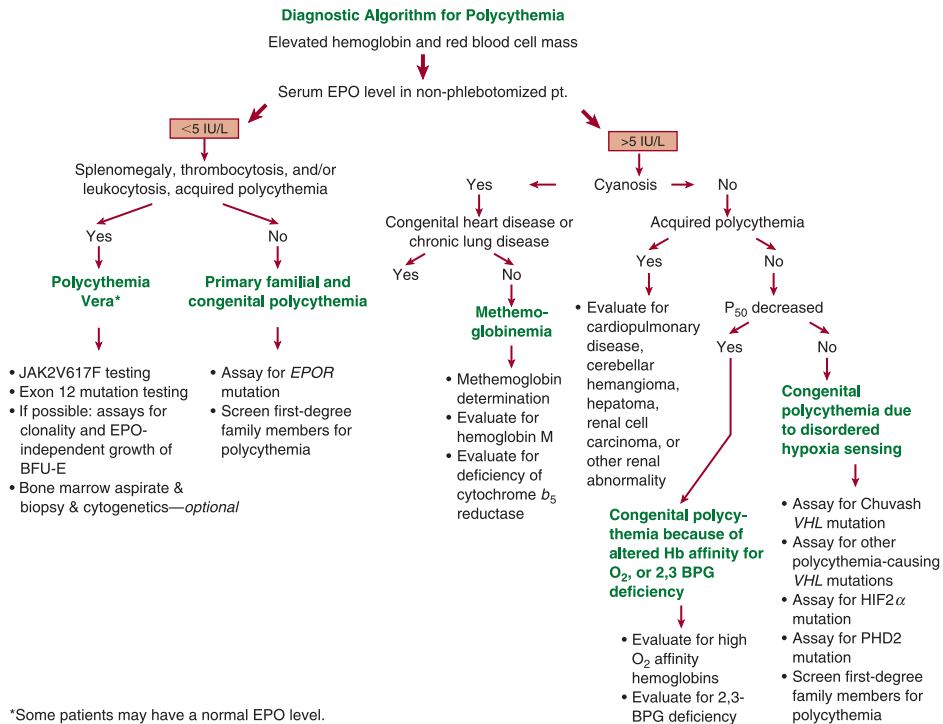 Diagnostic Algorithm for Polycythemia
Elevated hemoglobin and red blood cell mass
Serum EPO level in non-phlebotomized pt.
<5 IU/L
>5 IU/L
Splenomegaly, thrombocytosis, and/or
leukocytosis, acquired polycythemia
Yes
No
Polycythemia
Vera*
• JAK2V617F testing
• Exon 12 mutation testing
• If possible: assays for
clonality and EPO-
independent growth of
BFU-E
• Bone marrow aspirate &
biopsy & cytogenetics—optional
Primary familial and
congenital polycythemia
• Assay for EPOR
mutation
• Screen first-degree
family members for
polycythemia
Cyanosis
Yes
No
Congenital heart disease or
chronic lung disease
Yes
No
Methemo-
globinemia
• Methemoglobin
determination
• Evaluate for
hemoglobin M
• Evaluate for
deficiency of
cytochrome b5
reductase
Acquired polycythemia
Yes
No
• Evaluate for
cardiopulmonary
disease,
cerebellar
hemangioma,
hepatoma,
renal cell
carcinoma, or
other renal
abnormality
P50 decreased
Yes
No
Congenital polycy-
themia because of
altered Hb affinity for
O2, or 2,3 BPG
deficiency
• Evaluate for high
O2 affinity
hemoglobins
• Evaluate for 2,3-
BPG deficiency
Congenital
polycythemia due
to disordered
hypoxia sensing
• Assay for Chuvash
VHL mutation
• Assay for other
polycythemia-causing
VHL mutations
• Assay for HIF2α
mutation
• Assay for PHD2
mutation
• Screen first-degree
family members for
polycythemia
*Some patients may have a normal EPO level.